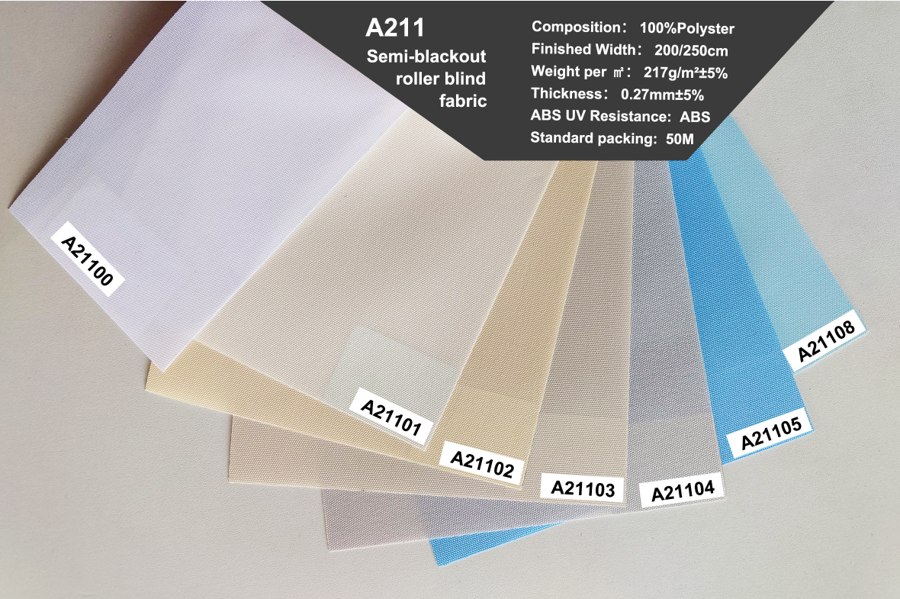 A211
Semi-blackout
roller blind
fabric
Composition： 100%Polyster
Finished Width： 200/250cm
Weight per ㎡： 217g/m²±5%
Thickness： 0.27mm±5%
ABS UV Resistance： ABS
Standard packing: 50M
A21100
A21101
A21102
A21103
A21104
A21105
A21108